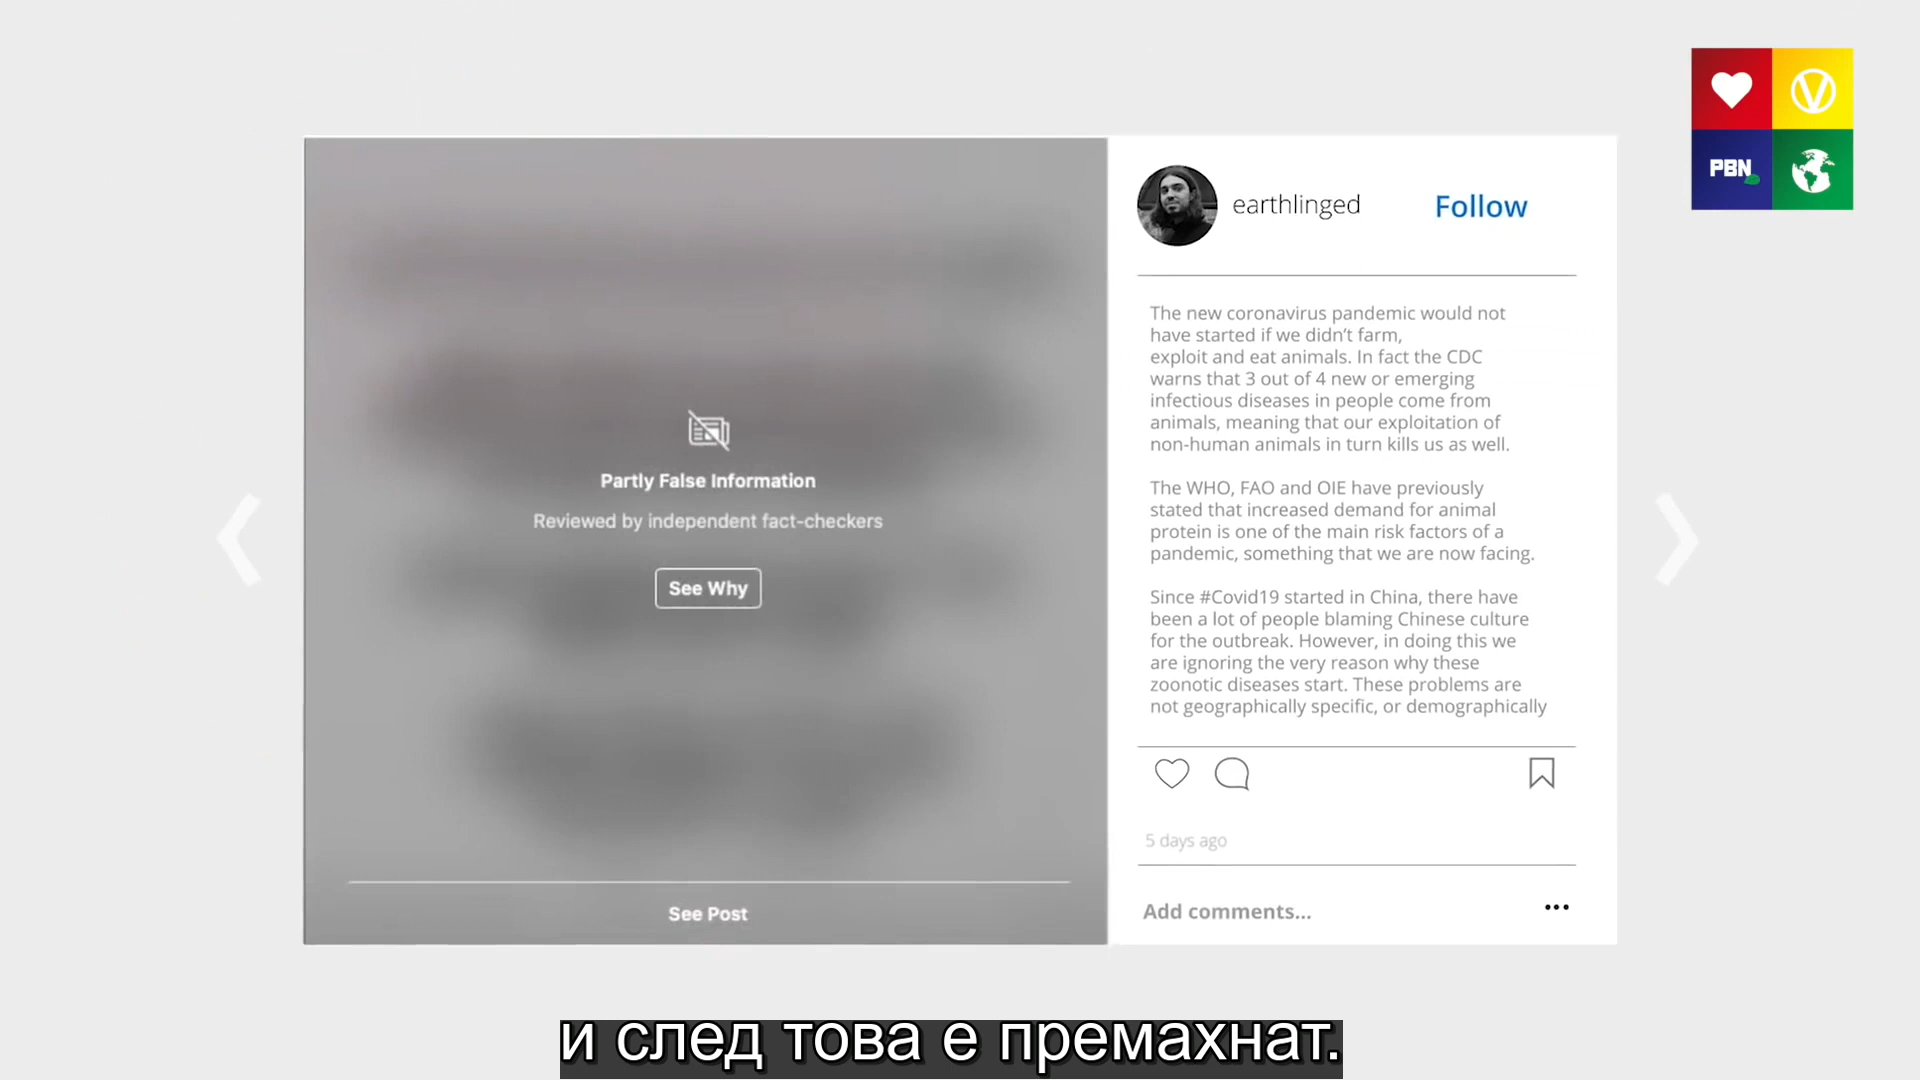 PBN
earthlinged
Follow
The new coronavirus pandemic would not
have started if we didn't farm,
exploit and eat animals. In fact the CDC
warns that 3 out of 4 new or emerging
infectious diseases in people come from
animals, meaning that our exploitation of
non-human animals in turn kills us as well.
The WHO, FAO and OIE have previously
stated that increased demand for animal
protein is one of the main risk factors of a
pandemic, something that we are now facing.
Since #Covid19 started in China, there have
been a lot of people blaming Chinese culture
for the outbreak. However, in doing this we
are ignoring the very reason why these
zoonotic diseases start. These problems are
not geographically specific, or demographically
Partly False Information
Reviewed by independent fact-checkers
See Why
See Post
5 days ago
Add comments...
и след това е премахнат.